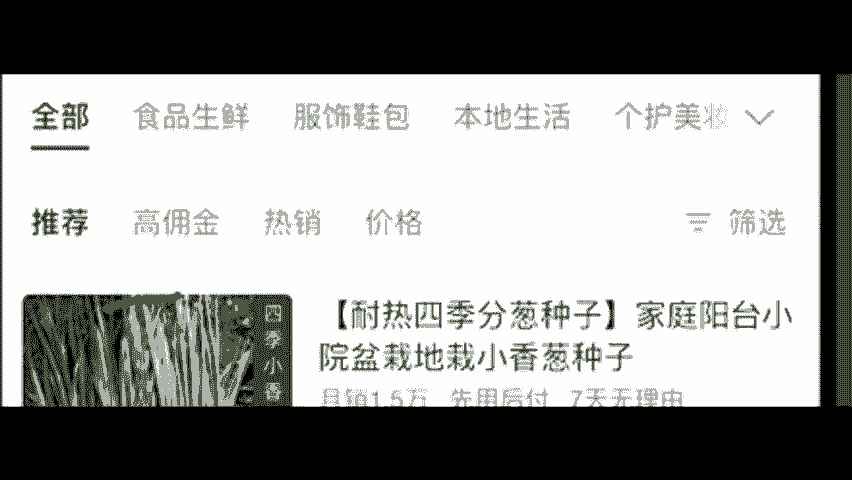 全部 食品生鲜 服饰鞋包 本地生活 个护美妆
推荐 高佣金 热销 价格 筛选
四季小香
【耐热四季分葱种子】家庭阳台小
院盆栽地栽小香葱种子
月销1.5万 先用后付 7天无理由